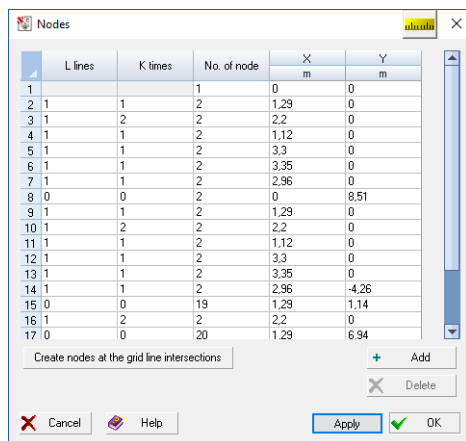 Nodes
L lines K times No. of node X Y
m m
1 1 0 0
2 1 1 2 1,29 0
3 1 2 2 2,2 0
4 1 1 2 1,12 0
5 1 1 2 3,3 0
6 1 1 2 3,35 0
7 1 1 2 2,96 0
8 0 0 2 0 8,51
9 1 1 2 1,29 0
10 1 2 2 2,2 0
11 1 1 2 1,12 0
12 1 1 2 3,3 0
13 1 1 2 3,35 0
14 1 1 2 2,96 -4,26
15 0 0 19 1,29 1,14
16 1 2 2 2,2 0
17 0 0 20 1,29 6,94
Create nodes at the grid line intersections
Add
Delete
Cancel Help Apply OK